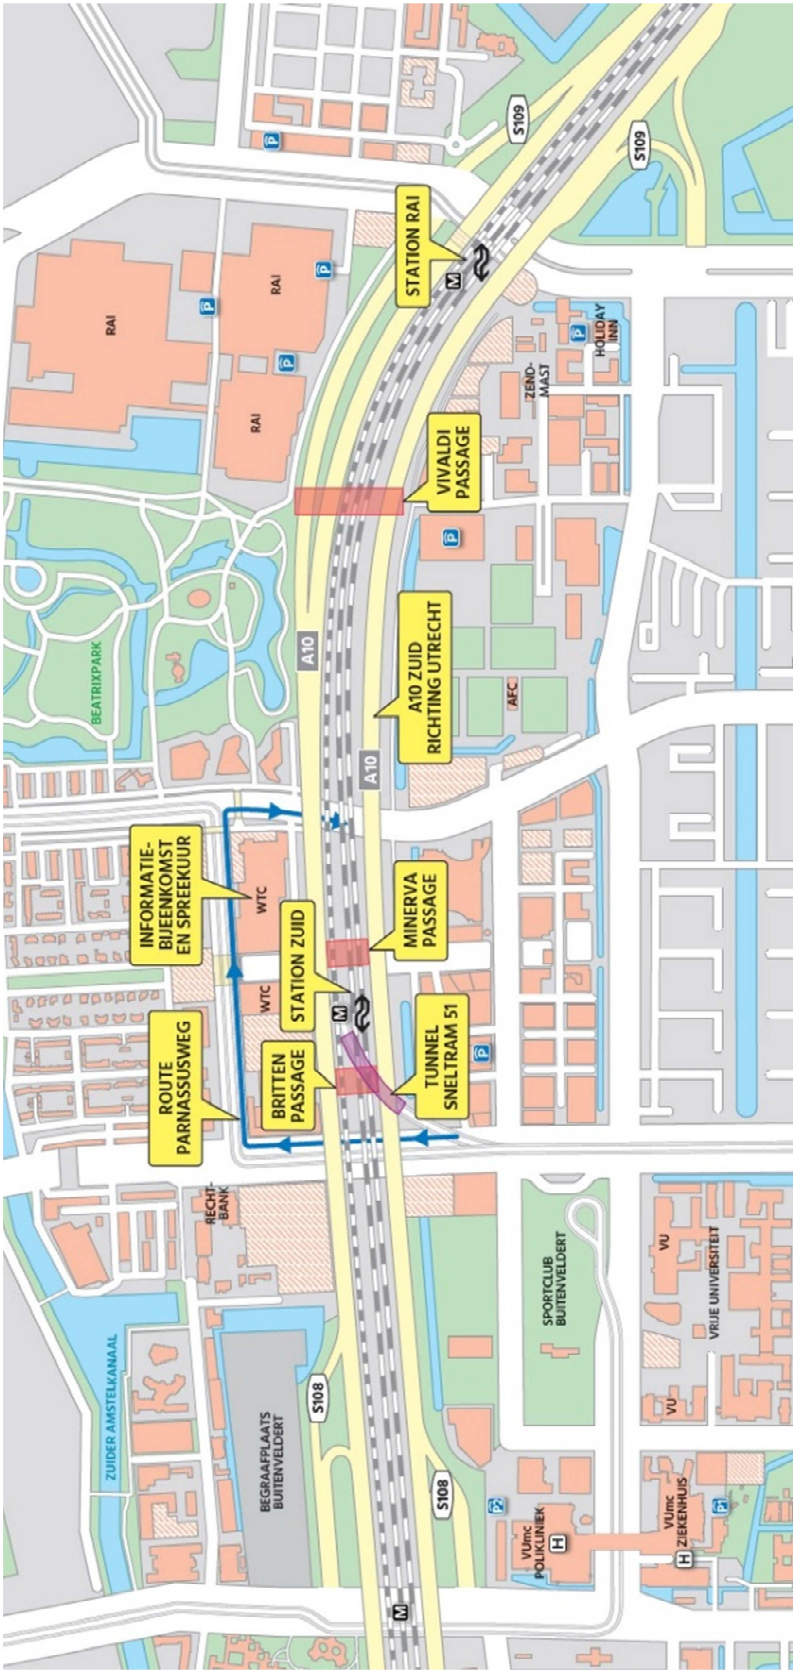 ZUIDER AMSTELKANAAL
BEGRAAFPLAATS
BUITENVELDERT
RECHT-
BANK
ROUTE
PARNASSUSWEG
INFORMATIE-
BIJEENKOMST
EN SPREEKUUR
BEATRIXPARK
RAI
RAI
RAI
P
P
P
P
P
WTC
WTC
BRITTEN
PASSAGE
STATION ZUID
M
A10
S108
S108
M
TUNNEL
SNELTRAM 51
MINERVA
PASSAGE
A10
A10 ZUID
RICHTING UTRECHT
VIVALDI
PASSAGE
STATION RAI
M
S109
S109
P
P
AFC
ZEND-
MAST
P
HOLIDAY
INN
SPORTCLUB
BUITENVELDERT
P2
VUmc
POLIKLINIEK
H
VUmc
ZIEKENHUIS
H
P1
VU
VU
VRIJE UNIVERSITEIT